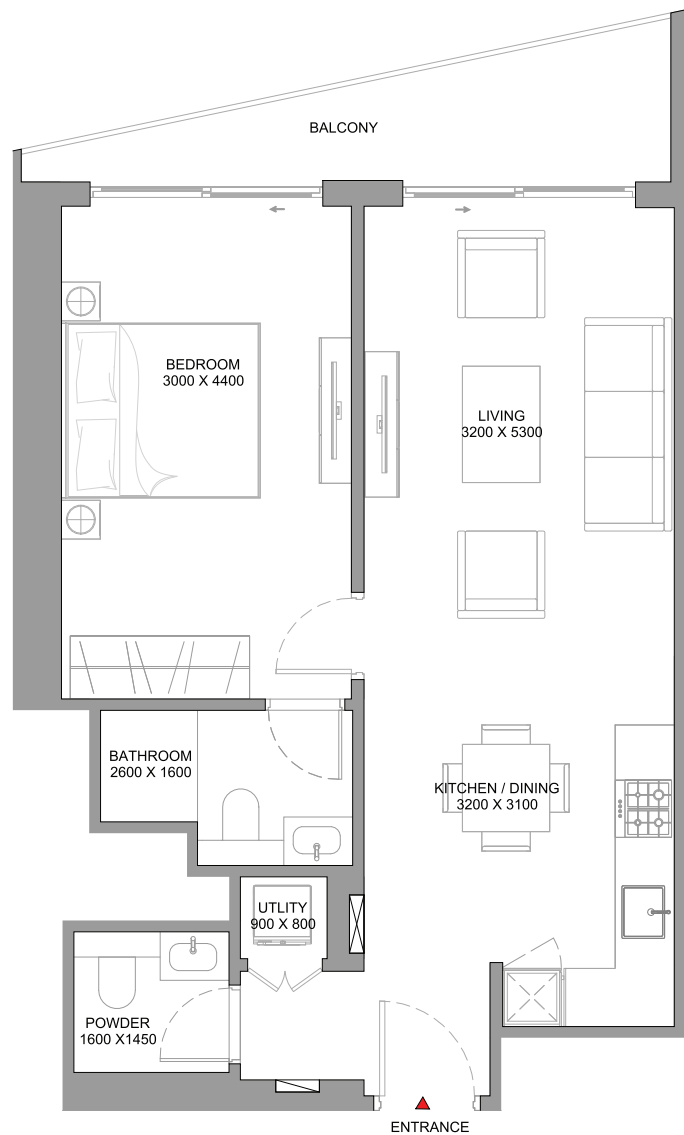 BALCONY
BEDROOM
3000 X 4400
LIVING
3200 X 5300
BATHROOM
2600 X 1600
KITCHEN / DINING
3200 X 3100
UTLITY
900 X 800
POWDER
1600 X1450
ENTRANCE